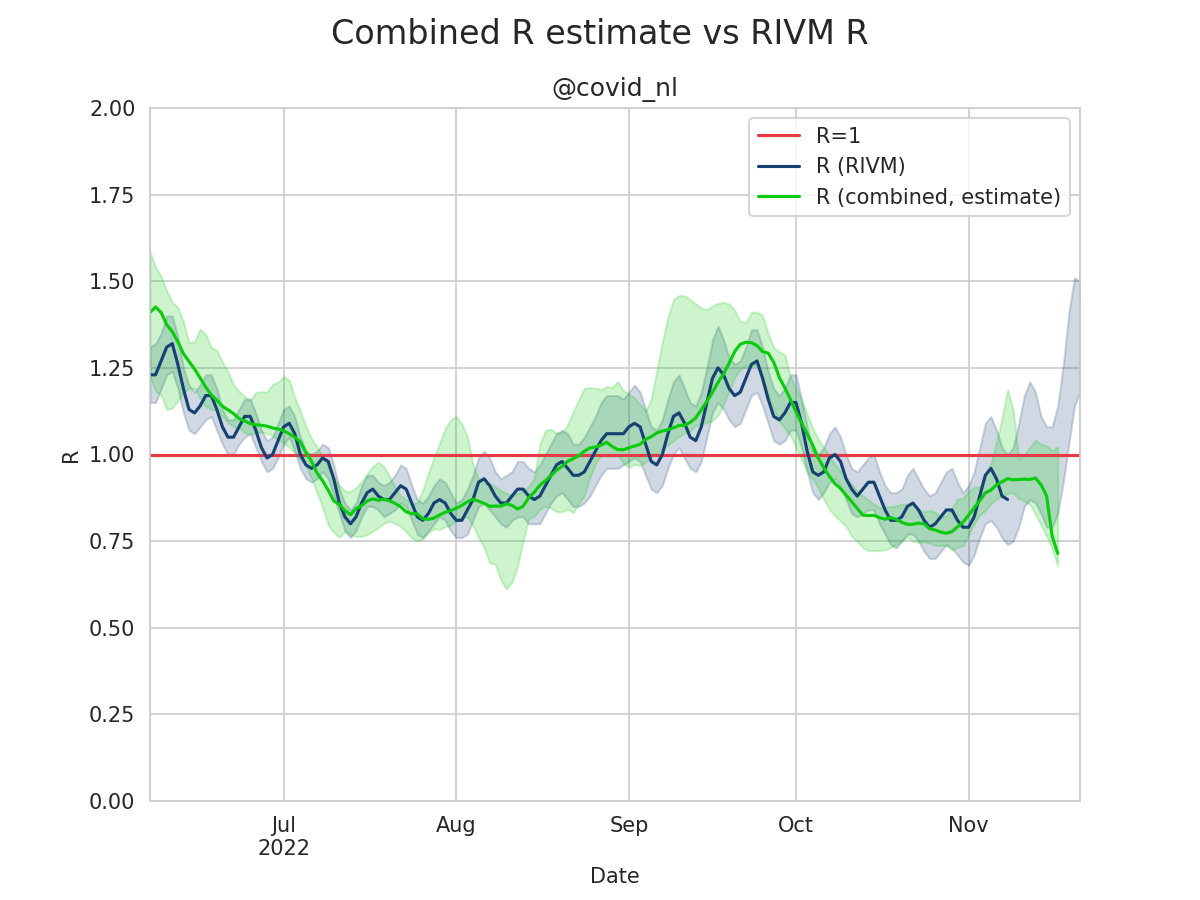 Combined R estimate vs RIVM R
@covid_nl
2.00
1.75
1.50
1.25
1.00
0.75
0.50
0.25
0.00
R
R=1
R (RIVM)
R (combined, estimate)
Jul
2022
Aug
Sep
Oct
Nov
Date